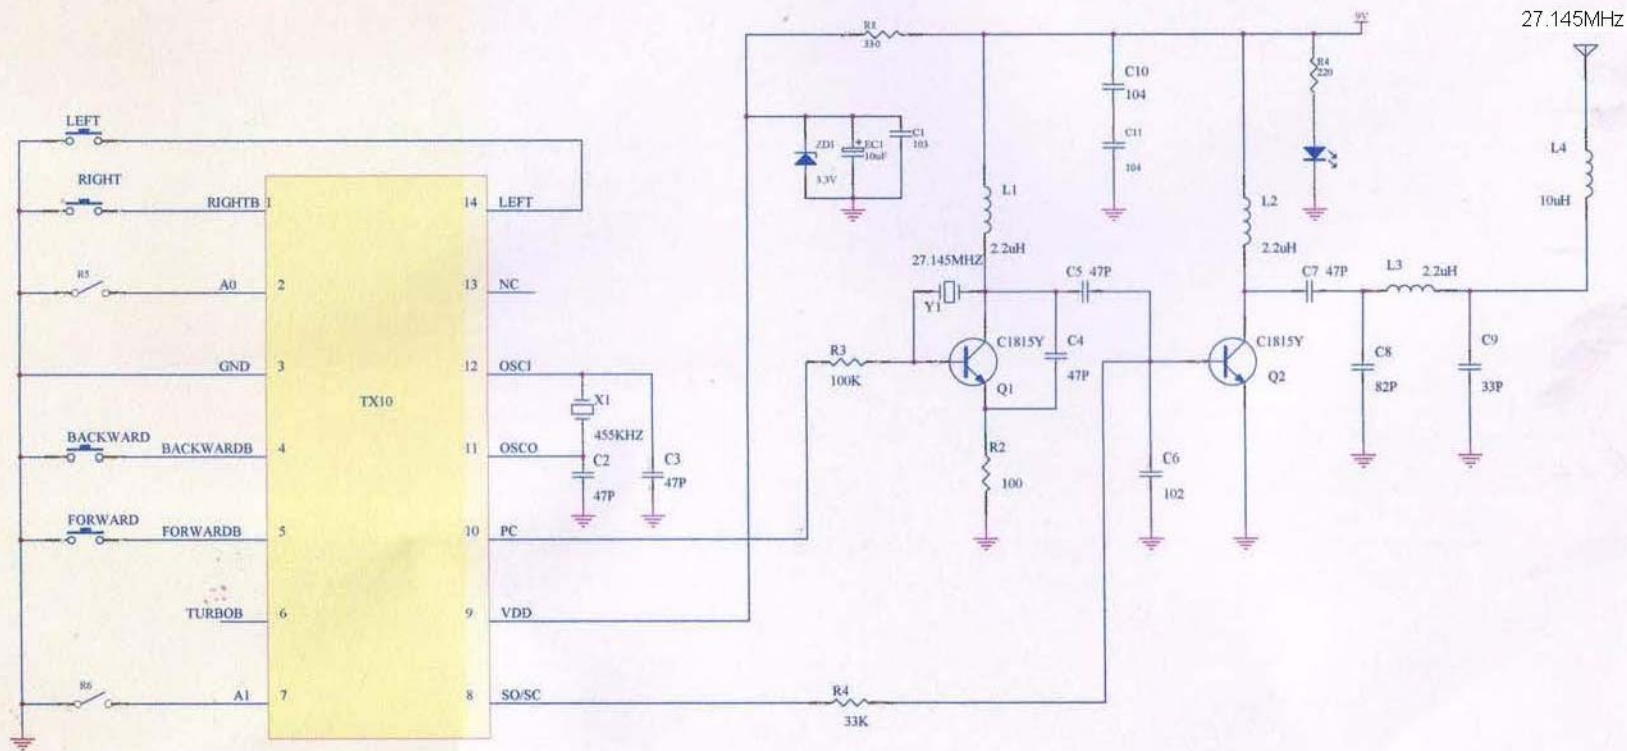 27.145MHz
9V
R1
330
R4
220
C10
104
C11
104
C1
103
ZD1
3.3V
EC1
10uF
+
LEFT
RIGHT
RIGHTB 1
14 LEFT
L1
2.2uH
L2
2.2uH
L4
10uH
R5
A0 2
13 NC
27.145MHZ
Y1
C5 47P
C7 47P
L3 2.2uH
GND 3
12 OSCI
TX10
X1
455KHZ
R3
100K
C1815Y
Q1
C4
47P
C1815Y
Q2
C8
82P
C9
33P
BACKWARD
BACKWARDB 4
11 OSCO
C2
47P
C3
47P
R2
100
C6
102
FORWARD
FORWARDB 5
10 PC
TURBOB 6
9 VDD
R6
A1 7
8 SO/SC
R4
33K